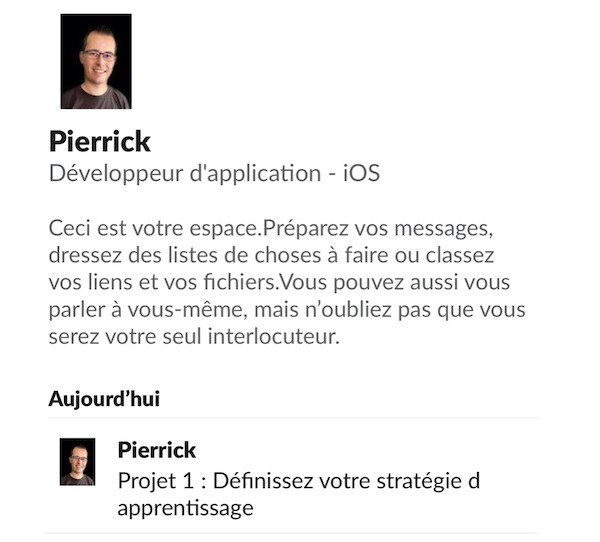 Pierrick
Développeur d'application - iOS
Ceci est votre espace.Préparez vos messages,
dressez des listes de choses à faire ou classez
vos liens et vos fichiers.Vous pouvez aussi vous
parler à vous-même, mais n’oubliez pas que vous
serez votre seul interlocuteur.
Aujourd’hui
Pierrick
Projet 1 : Définissez votre stratégie d
apprentissage